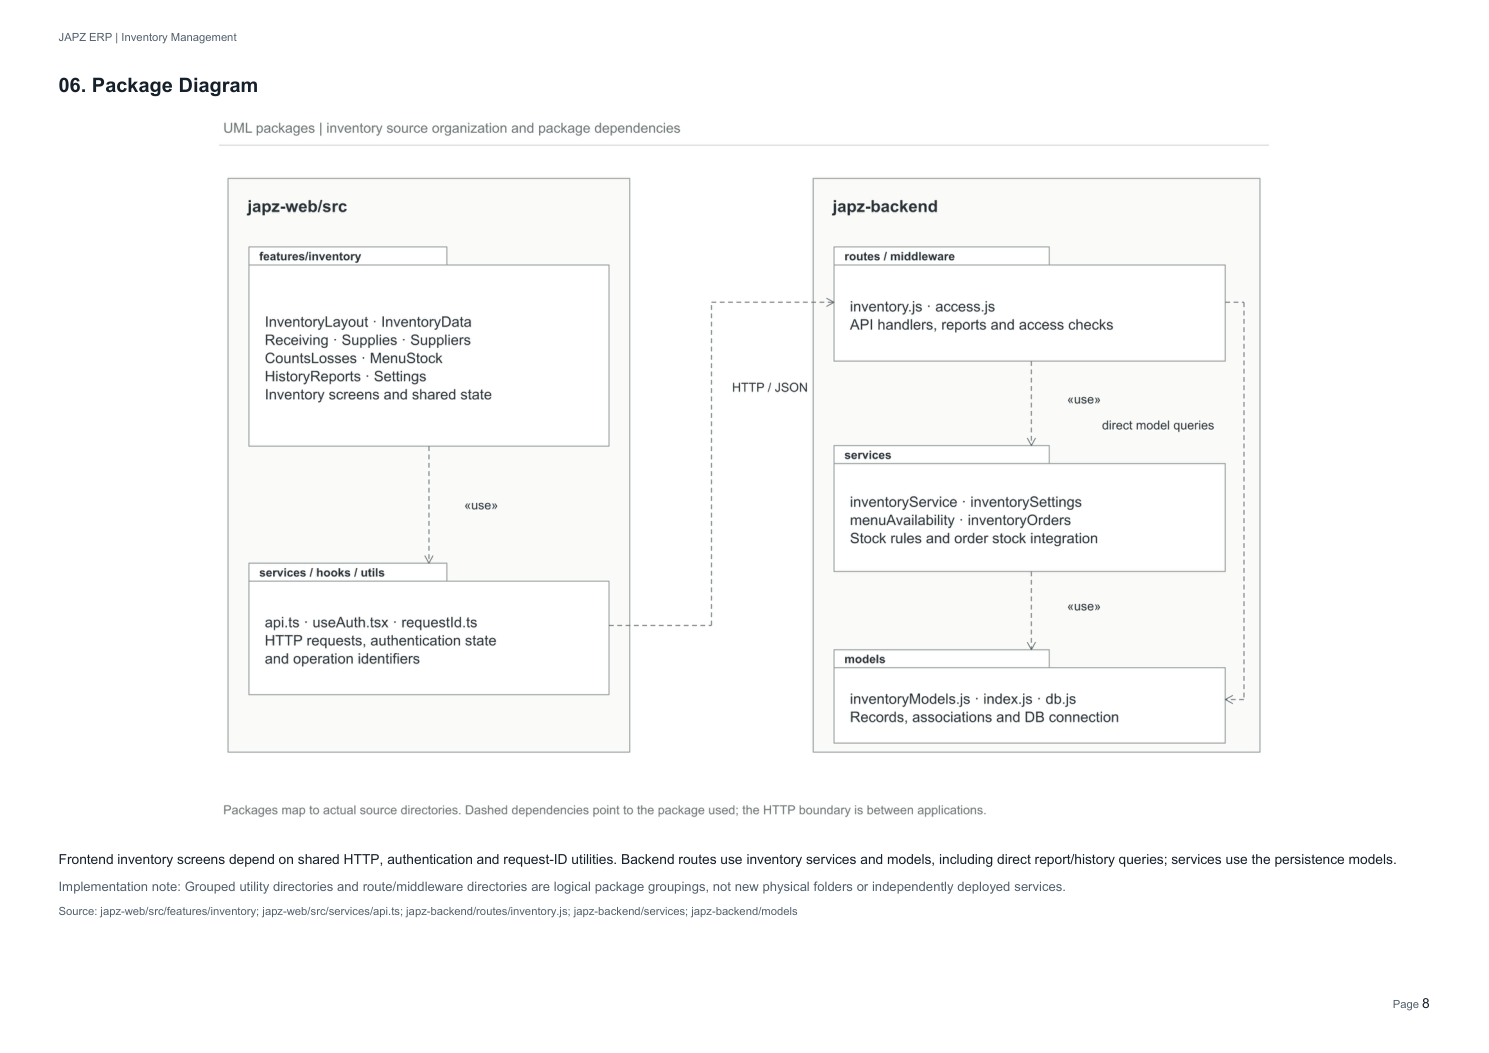 JAPZ ERP | Inventory Management
06. Package Diagram
UML packages | inventory source organization and package dependencies
japz-web/src
features/inventory
InventoryLayout · InventoryData
Receiving · Supplies · Suppliers
CountsLosses · MenuStock
HistoryReports · Settings
Inventory screens and shared state
«use»
services / hooks / utils
api.ts · useAuth.tsx · requestId.ts
HTTP requests, authentication state
and operation identifiers
HTTP / JSON
japz-backend
routes / middleware
inventory.js · access.js
API handlers, reports and access checks
«use»
direct model queries
services
inventoryService · inventorySettings
menuAvailability · inventoryOrders
Stock rules and order stock integration
«use»
models
inventoryModels.js · index.js · db.js
Records, associations and DB connection
Packages map to actual source directories. Dashed dependencies point to the package used; the HTTP boundary is between applications.
Frontend inventory screens depend on shared HTTP, authentication and request-ID utilities. Backend routes use inventory services and models, including direct report/history queries; services use the persistence models.
Implementation note: Grouped utility directories and route/middleware directories are logical package groupings, not new physical folders or independently deployed services.
Source: japz-web/src/features/inventory; japz-web/src/services/api.ts; japz-backend/routes/inventory.js; japz-backend/services; japz-backend/models
Page 8